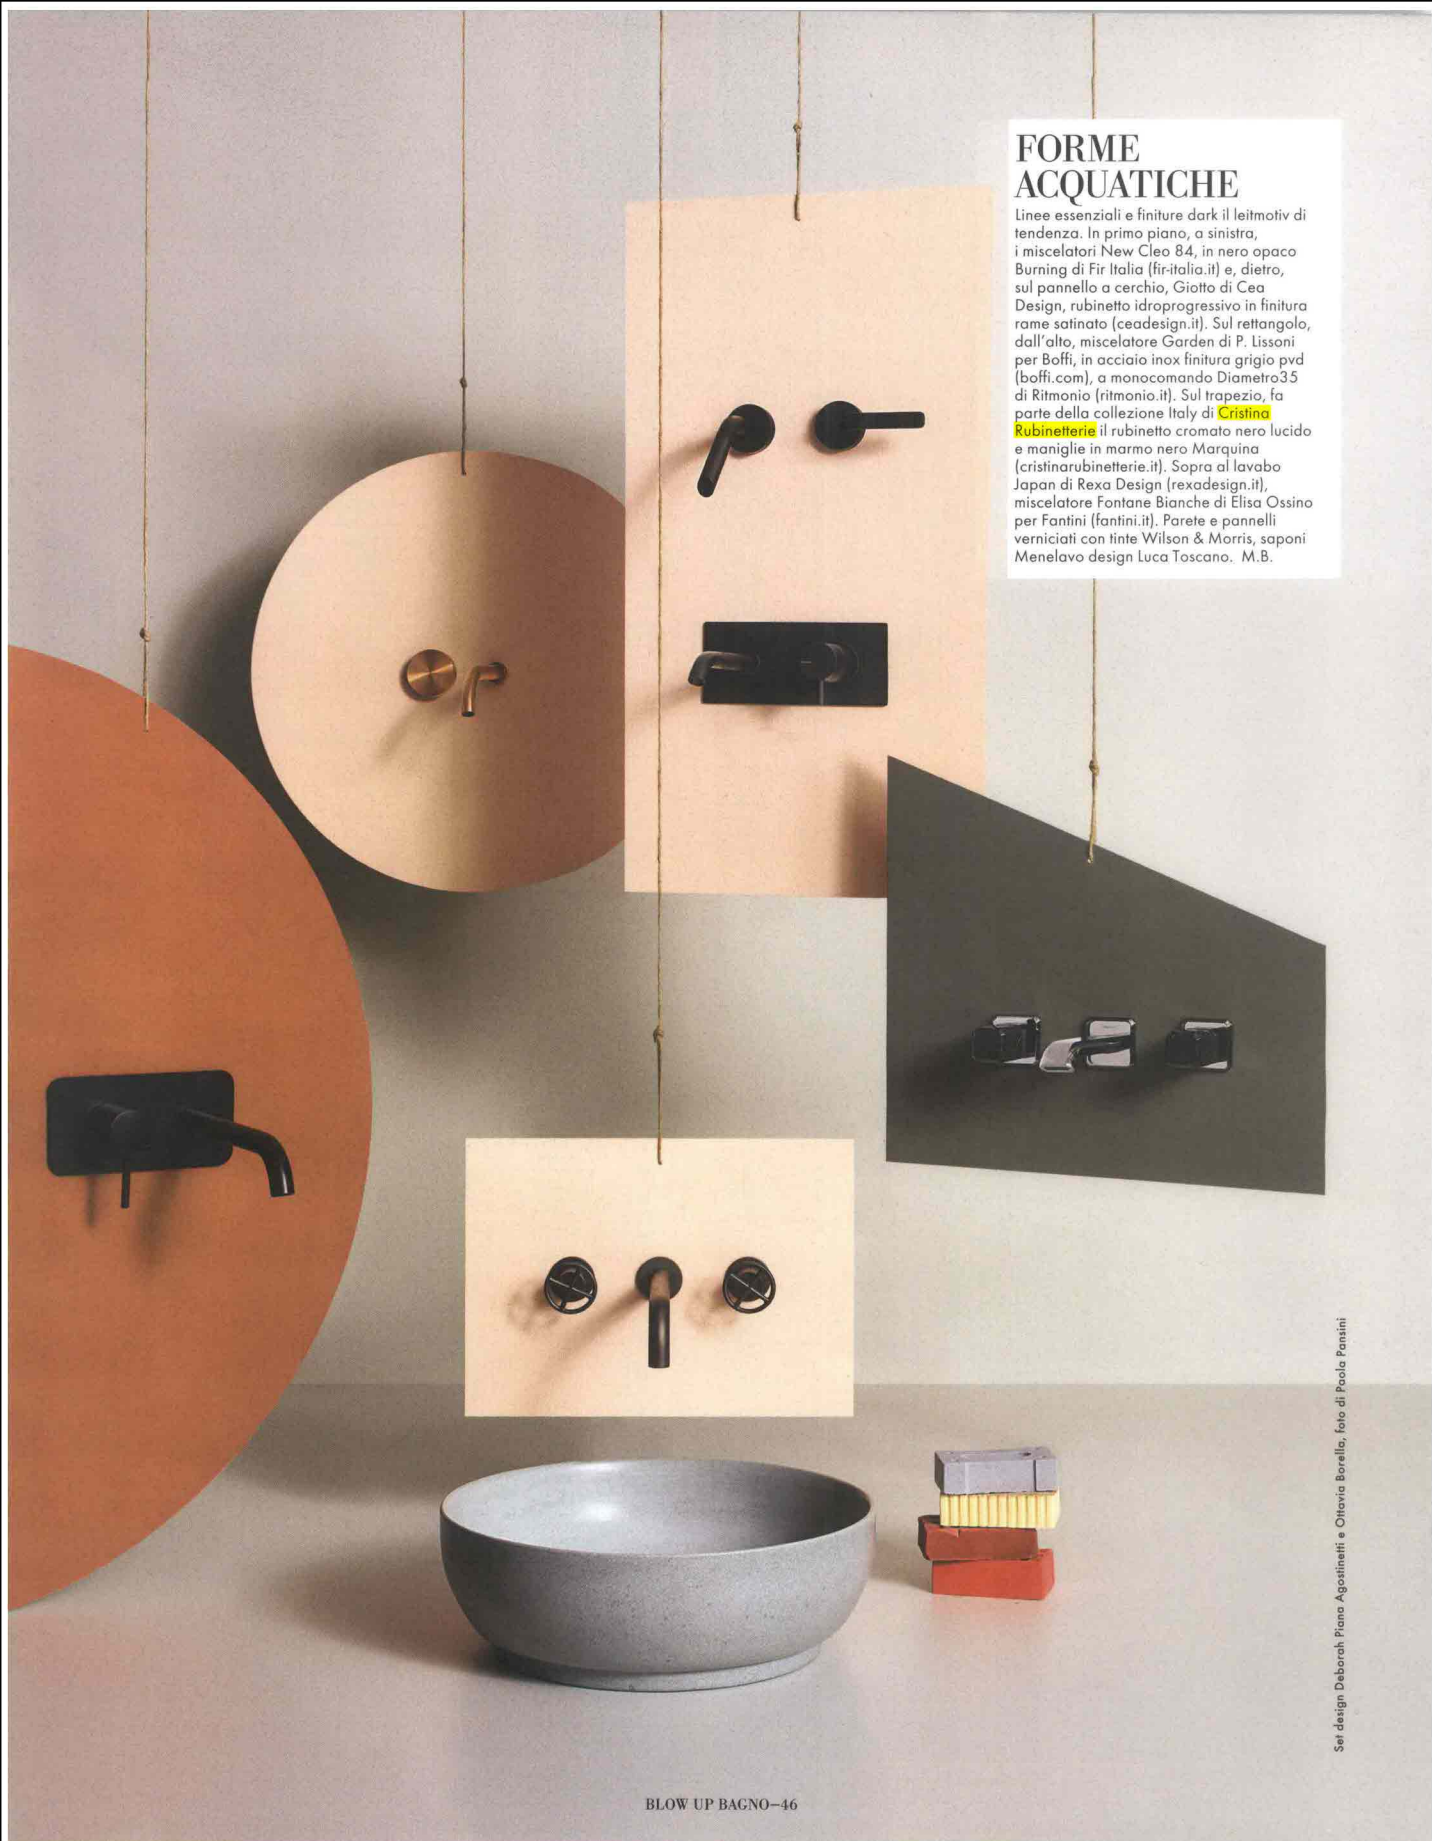 FORME
ACQUATICHE
Linee essenziali e finiture dark il leitmotiv di
tendenza. In primo piano, a sinistra,
i miscelatori New Cleo 84, in nero opaco
Burning di Fir Italia (fir-italia.it) e, dietro,
sul pannello a cerchio, Giotto di Cea
Design, rubinetto idroprogressivo in finitura
rame satinato (ceadesign.it). Sul rettangolo,
dall'alto, miscelatore Garden di P. Lissoni
per Boffi, in acciaio inox finitura grigio pvd
(boffi.com), a monocomando Diametro35
di Ritmonio (ritmonio.it). Sul trapezio, fa
parte della collezione Italy di Cristina
Rubinetterie il rubinetto cromato nero lucido
e maniglie in marmo nero Marquina
(cristinarubinetterie.it). Sopra al lavabo
Japan di Rexa Design (rexadesign.it),
miscelatore Fontane Bianche di Elisa Ossino
per Fantini (fantini.it). Parete e pannelli
verniciati con tinte Wilson & Morris, saponi
Menelavo design Luca Toscano. M.B.
Set design Deborah Piana Agostinetti e Ottavia Borella, foto di Paola Pansini
BLOW UP BAGNO—46